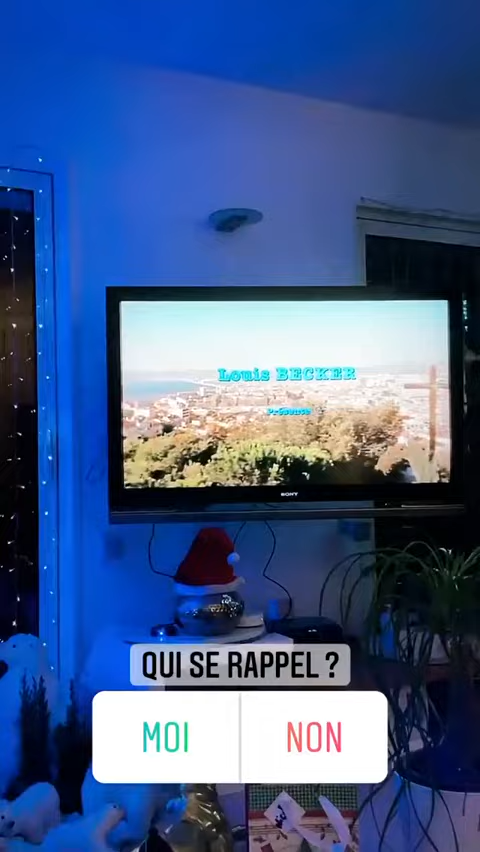 Louis BECKER
Présente
SONY
QUI SE RAPPEL ?
MOI
NON